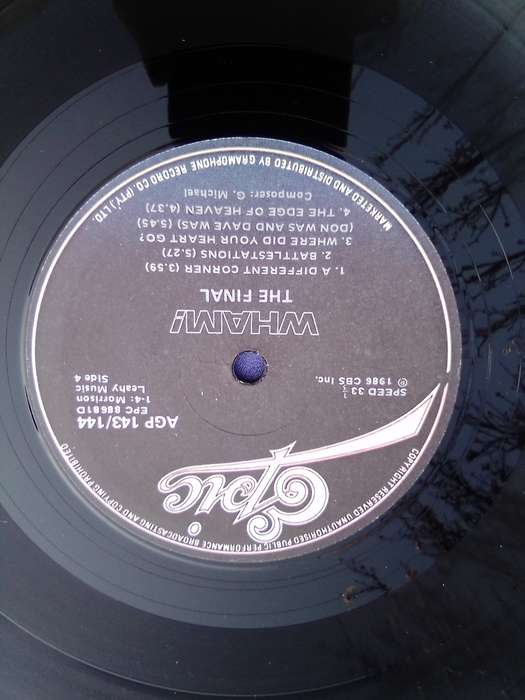 COPYRIGHT RESERVED UNAUTHORISED PUBLIC PERFORMANCE BROADCASTING AND COPYING PROHIBITED
Epic
AGP 143/144
EPC 88681D
1-4: Morrison
Leahy Music
Side 4
SPEED 33 1/3
℗ 1986 CBS Inc.
WHAM!
THE FINAL
1. A DIFFERENT CORNER (3.59)
2. BATTLESTATIONS (5.27)
3. WHERE DID YOUR HEART GO?
(DON WAS AND DAVE WAS) (5.45)
4. THE EDGE OF HEAVEN (4.37)
Composer: G. Michael
MARKETED AND DISTRIBUTED BY GRAMOPHONE RECORD CO. (PTY.) LTD.